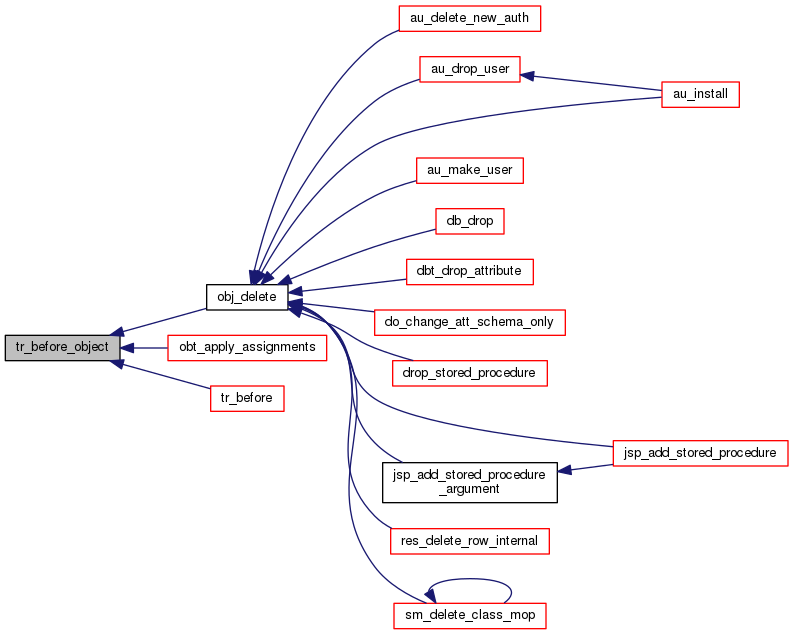 au_delete_new_auth
au_drop_user
au_install
au_make_user
db_drop
dbt_drop_attribute
obj_delete
do_change_att_schema_only
tr_before_object
obt_apply_assignments
drop_stored_procedure
tr_before
jsp_add_stored_procedure
jsp_add_stored_procedure
_argument
res_delete_row_internal
sm_delete_class_mop